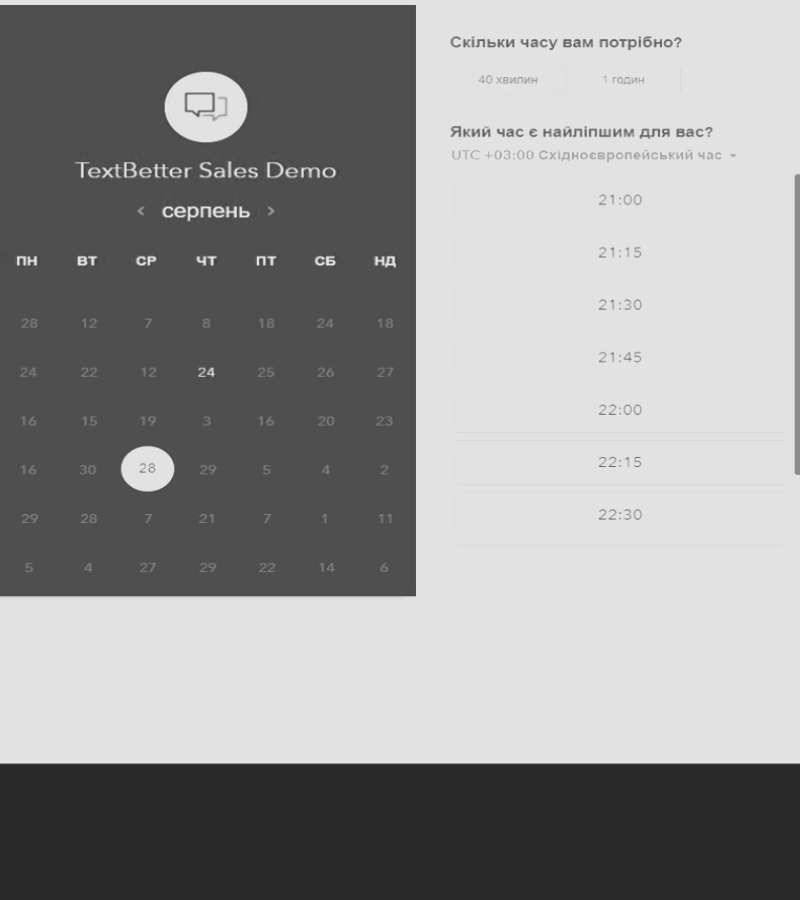 TextBetter Sales Demo
< серпень >
ПН ВТ СР ЧТ ПТ СБ НД
28 12 7 8 18 24 18
24 22 12 24 25 26 27
16 15 19 3 16 20 23
16 30 28 29 5 4 2
29 28 7 21 7 1 11
5 4 27 29 22 14 6
Скільки часу вам потрібно?
40 хвилин 1 годин
Який час є найліпшим для вас?
UTC +03:00 Східноєвропейський час
21:00
21:15
21:30
21:45
22:00
22:15
22:30